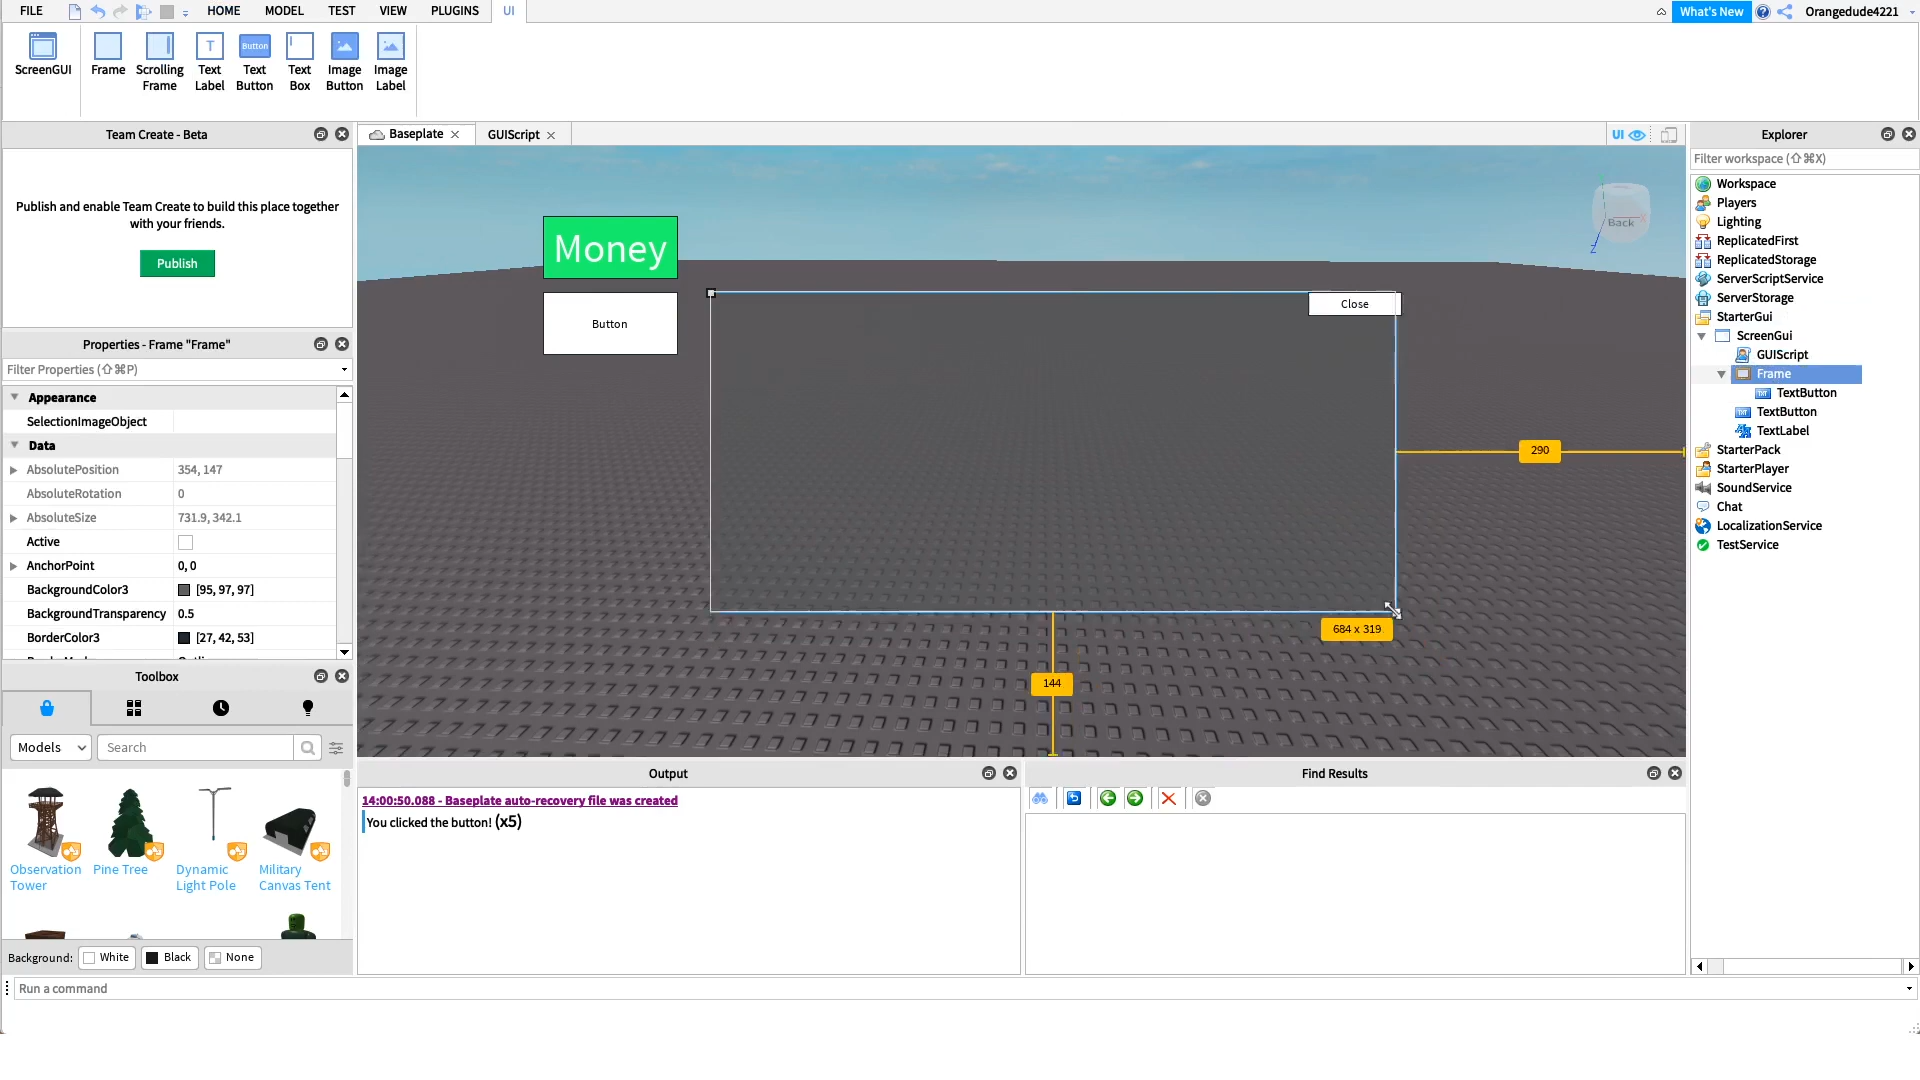 FILE HOME MODEL TEST VIEW PLUGINS UI What's New Orangedude4221
ScreenGUI Frame Scrolling Frame Text Label Text Button Text Box Image Button Image Label
T Button
Team Create - Beta
Publish and enable Team Create to build this place together
with your friends.
Publish
Properties - Frame "Frame"
Filter Properties (⇧⌘P)
Appearance
SelectionImageObject
Data
AbsolutePosition 354, 147
AbsoluteRotation 0
AbsoluteSize 731.9, 342.1
Active
AnchorPoint 0, 0
BackgroundColor3 [95, 97, 97]
BackgroundTransparency 0.5
BorderColor3 [27, 42, 53]
Toolbox
Models Search
Observation Tower
Pine Tree
Dynamic Light Pole
Military Canvas Tent
Background: White Black None
Run a command
Baseplate GUIScript UI
Money
Button
Close
Back
Z
290
684 x 319
144
Output
14:00:50.088 - Baseplate auto-recovery file was created
You clicked the button! (x5)
Find Results
Explorer
Filter workspace (⇧⌘X)
Workspace
Players
Lighting
ReplicatedFirst
ReplicatedStorage
ServerScriptService
ServerStorage
StarterGui
ScreenGui
GUIScript
Frame
TextButton
TextButton
TextLabel
StarterPack
StarterPlayer
SoundService
Chat
LocalizationService
TestService